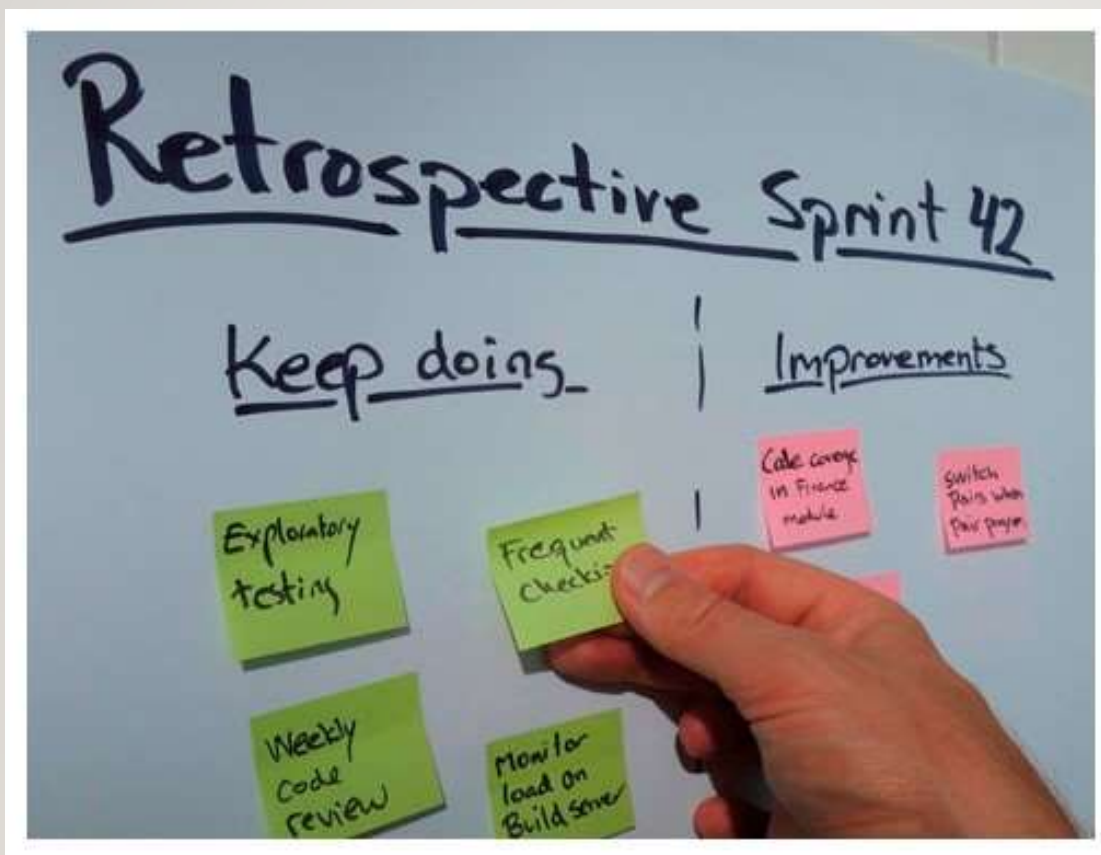 Retrospective Sprint 42
Keep doing
Improvements
Exploratory
testing
Frequent
Weekly
code
review
Monitor
load on
Build server
Code
in Finance
module
switch
pairs when
pair